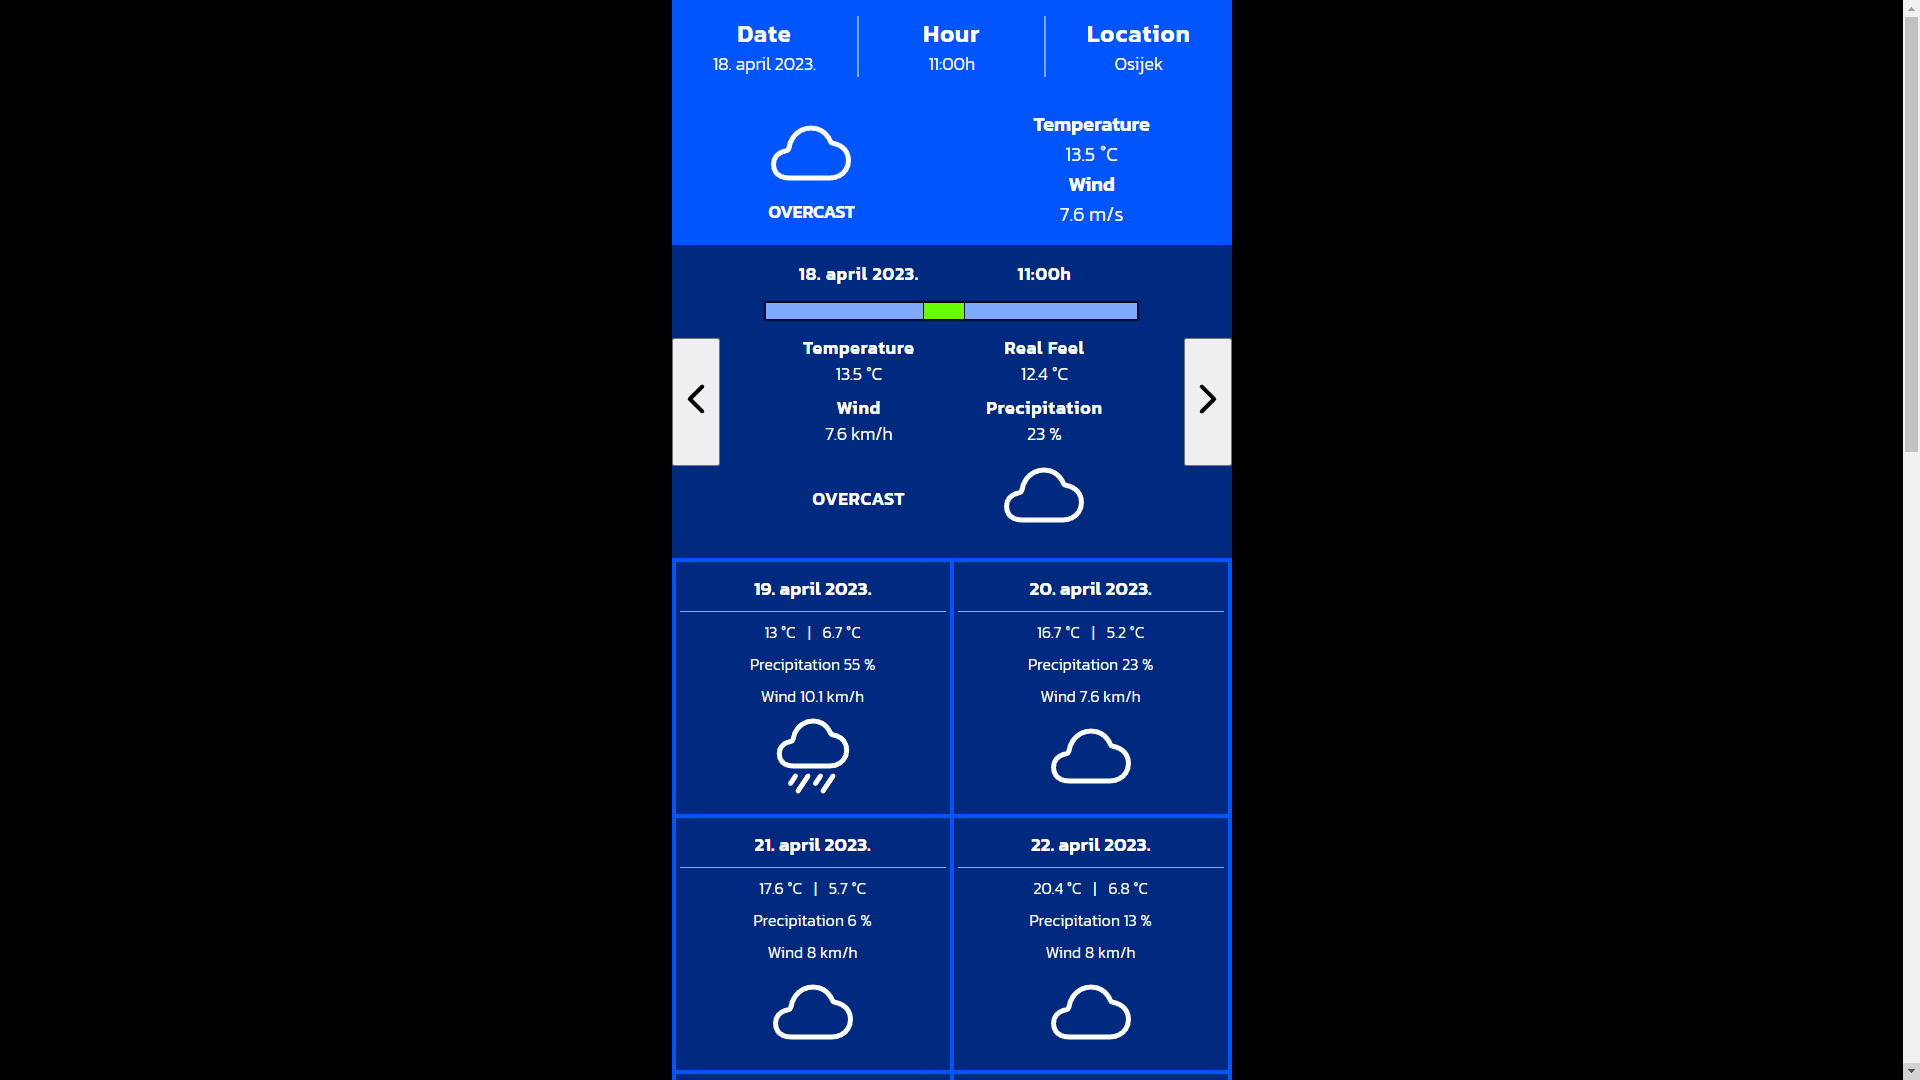 Date
18. april 2023.
Hour
11:00h
Location
Osijek
OVERCAST
Temperature
13.5 °C
Wind
7.6 m/s
18. april 2023.
11:00h
Temperature
13.5 °C
Real Feel
12.4 °C
Wind
7.6 km/h
Precipitation
23 %
OVERCAST
19. april 2023.
13 °C | 6.7 °C
Precipitation 55 %
Wind 10.1 km/h
20. april 2023.
16.7 °C | 5.2 °C
Precipitation 23 %
Wind 7.6 km/h
21. april 2023.
17.6 °C | 5.7 °C
Precipitation 6 %
Wind 8 km/h
22. april 2023.
20.4 °C | 6.8 °C
Precipitation 13 %
Wind 8 km/h